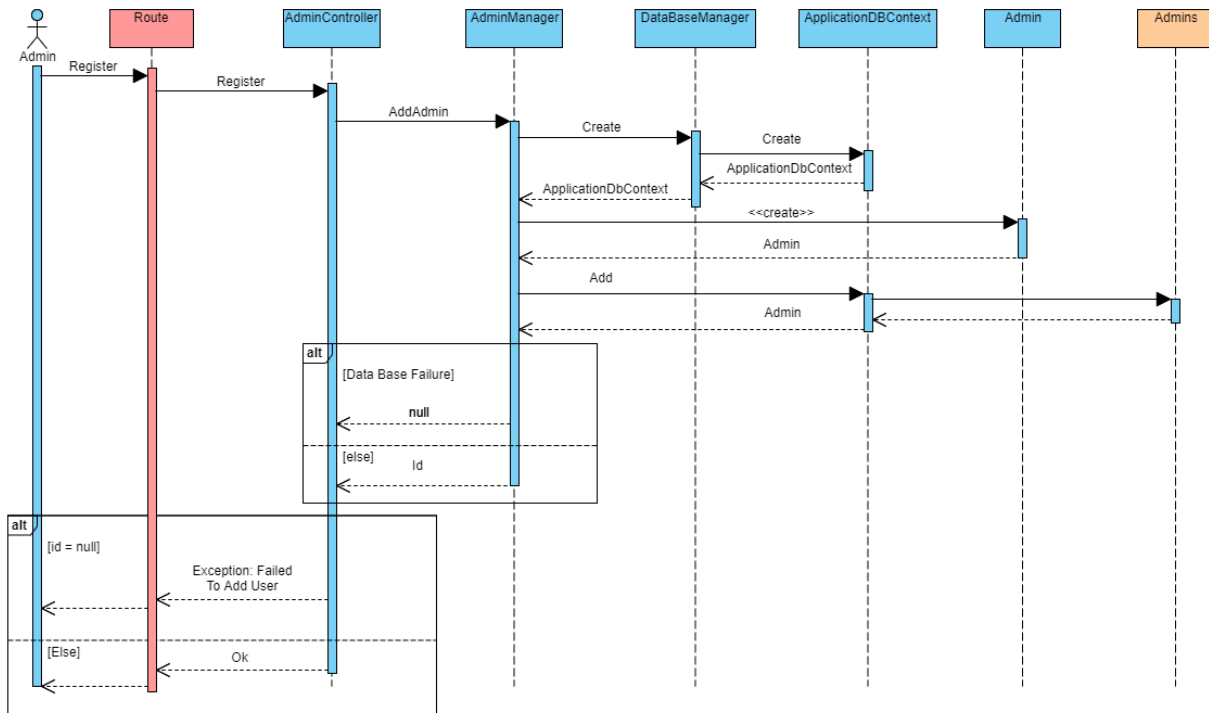 Route
AdminController
AdminManager
DataBaseManager
ApplicationDBContext
Admin
Admins
Admin
Register
Register
AddAdmin
Create
Create
ApplicationDbContext
ApplicationDbContext
<<create>>
Admin
Add
Admin
alt
[Data Base Failure]
null
[else]
Id
alt
[id = null]
Exception: Failed
To Add User
[Else]
Ok